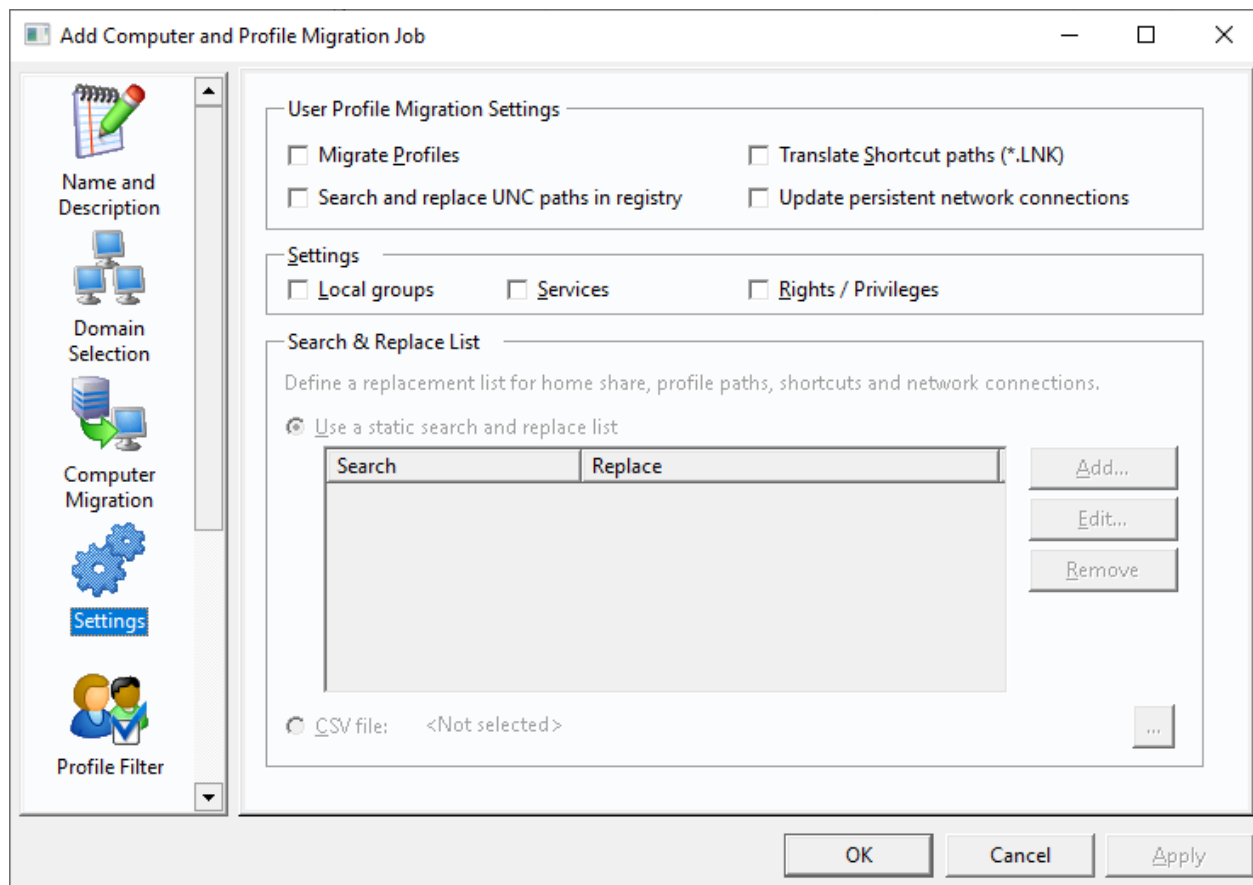 Add Computer and Profile Migration Job
Name and
Description
Domain
Selection
Computer
Migration
Settings
Profile Filter
User Profile Migration Settings
Migrate Profiles
Translate Shortcut paths (*.LNK)
Search and replace UNC paths in registry
Update persistent network connections
Settings
Local groups
Services
Rights / Privileges
Search & Replace List
Define a replacement list for home share, profile paths, shortcuts and network connections.
Use a static search and replace list
Search
Replace
Add...
Edit...
Remove
CSV file:
<Not selected>
...
OK
Cancel
Apply